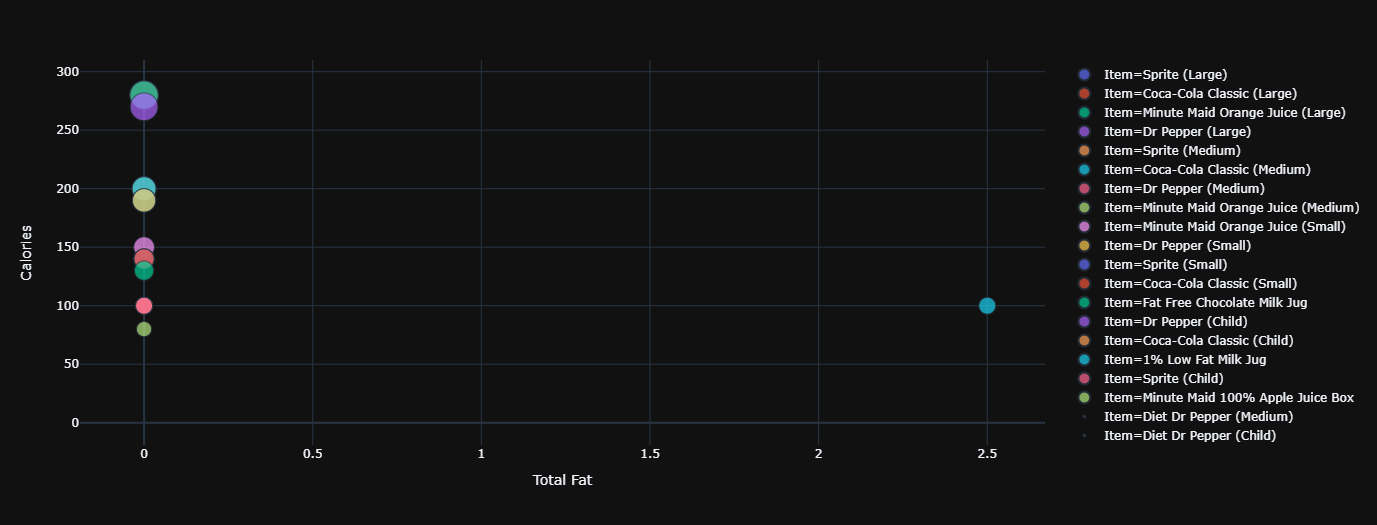 300
250
200
150
100
50
0
Calories
0 0.5 1 1.5 2 2.5
Total Fat
Item=Sprite (Large)
Item=Coca-Cola Classic (Large)
Item=Minute Maid Orange Juice (Large)
Item=Dr Pepper (Large)
Item=Sprite (Medium)
Item=Coca-Cola Classic (Medium)
Item=Dr Pepper (Medium)
Item=Minute Maid Orange Juice (Medium)
Item=Minute Maid Orange Juice (Small)
Item=Dr Pepper (Small)
Item=Sprite (Small)
Item=Coca-Cola Classic (Small)
Item=Fat Free Chocolate Milk Jug
Item=Dr Pepper (Child)
Item=Coca-Cola Classic (Child)
Item=1% Low Fat Milk Jug
Item=Sprite (Child)
Item=Minute Maid 100% Apple Juice Box
Item=Diet Dr Pepper (Medium)
Item=Diet Dr Pepper (Child)